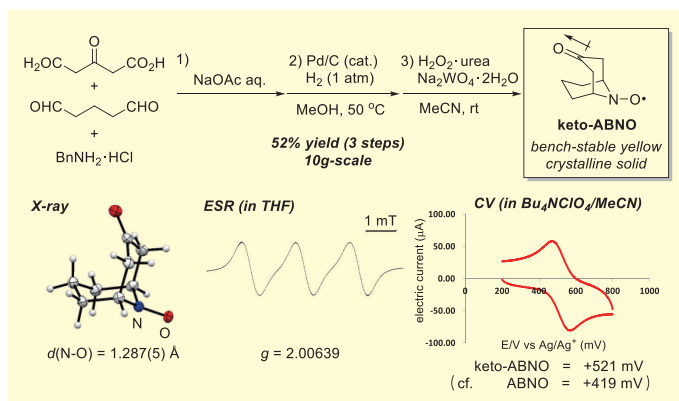 O
HO₂C CO₂H
+
OHC CHO
+
BnNH₂·HCl
1)
NaOAc aq.
2) Pd/C (cat.)
H₂ (1 atm)
MeOH, 50 °C
3) H₂O₂·urea
Na₂WO₄·2H₂O
MeCN, rt
52% yield (3 steps)
10g-scale
O
N–O•
keto-ABNO
bench-stable yellow
crystalline solid
X-ray
N
O
d(N-O) = 1.287(5) Å
ESR (in THF)
1 mT
g = 2.00639
CV (in Bu₄NClO₄/MeCN)
electric current (μA)
100.00
50.00
0.00
-50.00
-100.00
0 200 400 600 800 1000
E/V vs Ag/Ag⁺ (mV)
keto-ABNO = +521 mV
(cf. ABNO = +419 mV)